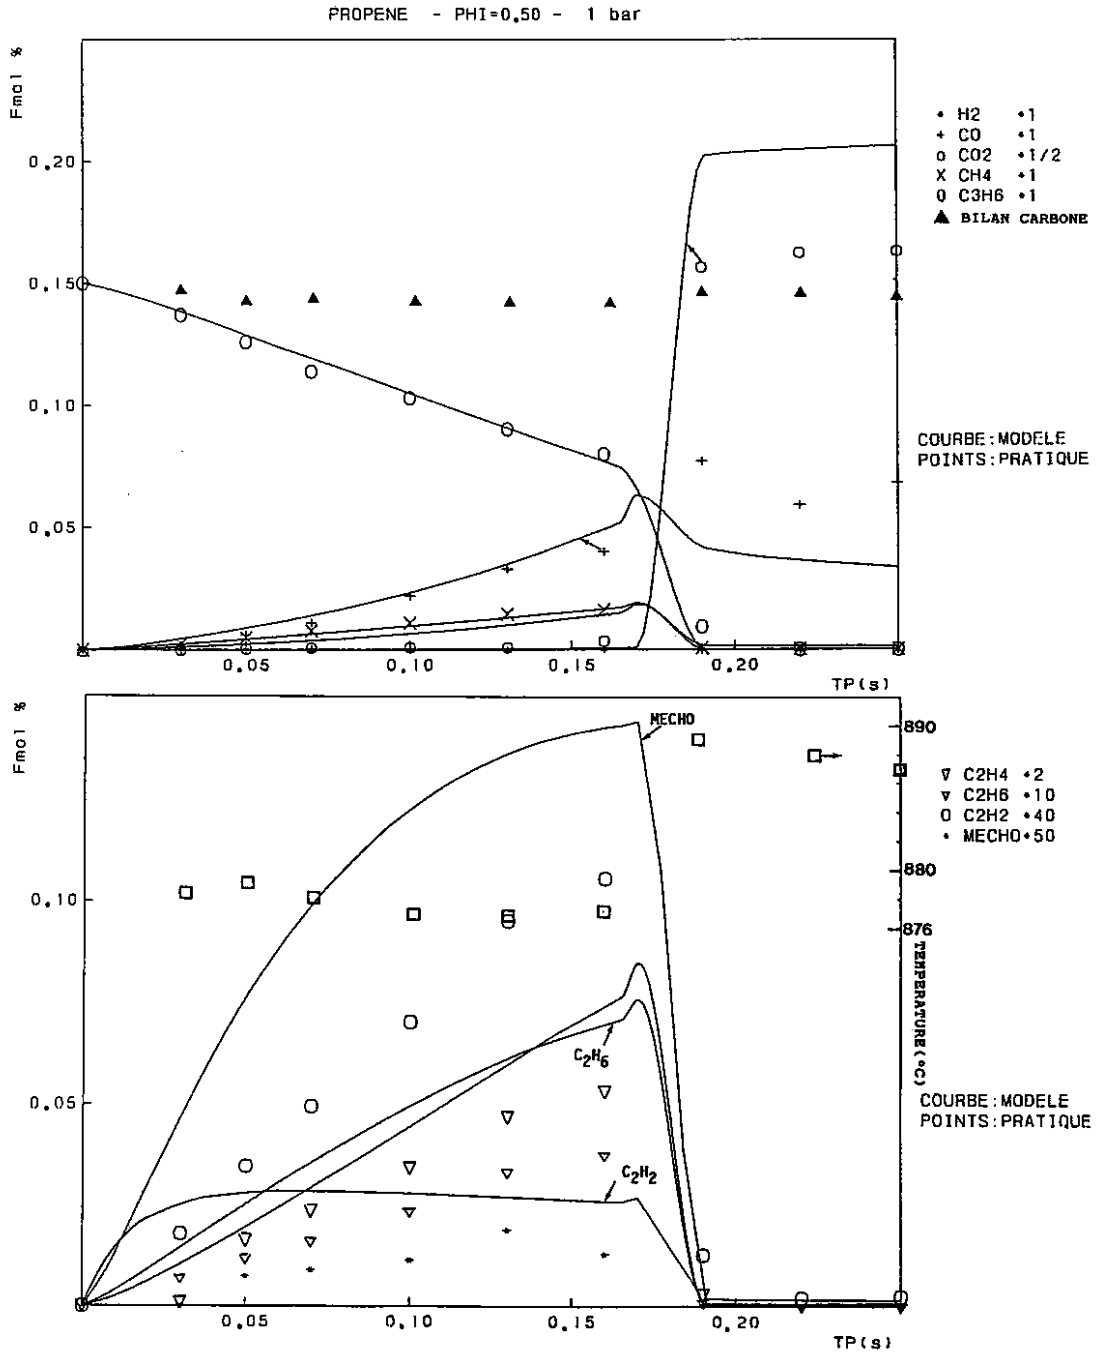 PROPENE - PHI=0.50 - 1 bar
Fmol %
0.20
0.15
0.10
0.05
0.05
0.10
0.15
0.20
TP(s)
* H2 *1
+ CO *1
o CO2 *1/2
X CH4 *1
O C3H6 *1
▲ BILAN CARBONE
COURBE:MODELE
POINTS:PRATIQUE
Fmol %
0.10
0.05
0.05
0.10
0.15
0.20
TP(s)
MECHO
C₂H₆
C₂H₂
890
880
876
TEMPERATURE(°C)
▽ C2H4 *2
▽ C2H6 *10
O C2H2 *40
* MECHO*50
COURBE:MODELE
POINTS:PRATIQUE